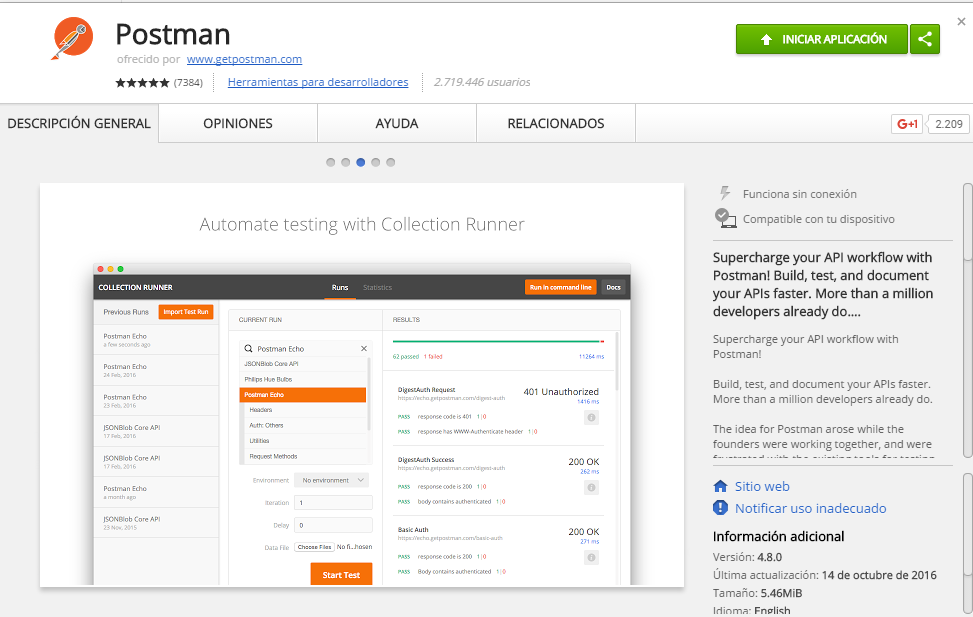 Postman
ofrecido por www.getpostman.com
(7384) Herramientas para desarrolladores 2.719.446 usuarios
INICIAR APLICACIÓN
DESCRIPCIÓN GENERAL OPINIONES AYUDA RELACIONADOS
G+1 2.209
Automate testing with Collection Runner
COLLECTION RUNNER Runs Statistics Run in command line Docs
Previous Runs Import Test Run
Postman Echo
a few seconds ago
Postman Echo
24 Feb, 2016
Postman Echo
23 Feb, 2016
JSONBlob Core API
17 Feb, 2016
JSONBlob Core API
17 Feb, 2016
Postman Echo
a month ago
JSONBlob Core API
23 Nov, 2015
CURRENT RUN
Postman Echo
JSONBlob Core API
Philips Hue Bulbs
Postman Echo
Headers
Auth: Others
Utilities
Request Methods
Environment No environment
Iteration 1
Delay 0
Data File Choose Files No fi...hosen
Start Test
RESULTS
62 passed 1 failed 11264 ms
DigestAuth Request 401 Unauthorized
https://echo.getpostman.com/digest-auth 1416 ms
PASS response code is 401 1 | 0
PASS response has WWW-Authenticate header 1 | 0
DigestAuth Success 200 OK
https://echo.getpostman.com/digest-auth 262 ms
PASS response code is 200 1 | 0
PASS body contains authenticated 1 | 0
Basic Auth 200 OK
https://echo.getpostman.com/basic-auth 271 ms
PASS response code is 200 1 | 0
PASS Body contains authenticated 1 | 0
Funciona sin conexión
Compatible con tu dispositivo
Supercharge your API workflow with
Postman! Build, test, and document
your APIs faster. More than a million
developers already do....
Supercharge your API workflow with
Postman!
Build, test, and document your APIs faster.
More than a million developers already do.
The idea for Postman arose while the
founders were working together, and were
frustrated with the existing tools for testing
Sitio web
Notificar uso inadecuado
Información adicional
Versión: 4.8.0
Última actualización: 14 de octubre de 2016
Tamaño: 5.46MiB
Idioma: English